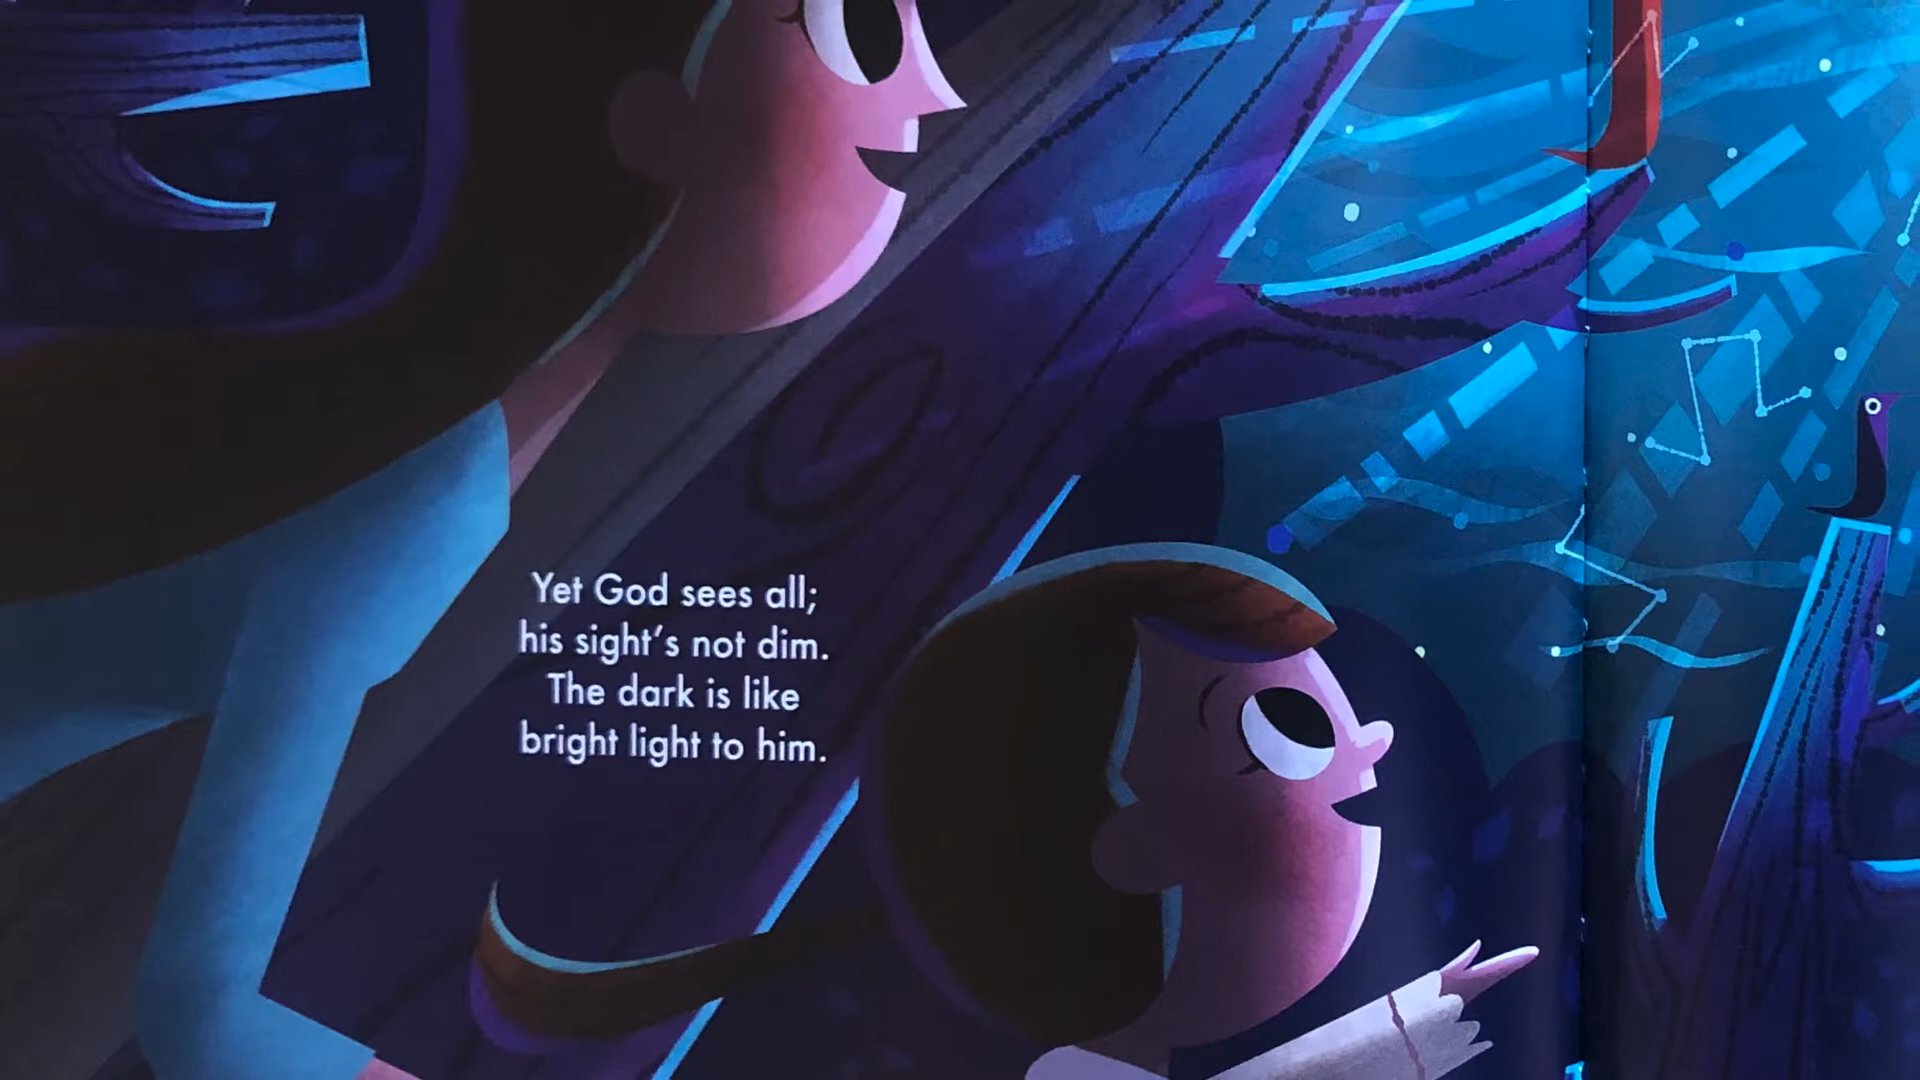 Yet God sees all;
his sight's not dim.
The dark is like
bright light to him.